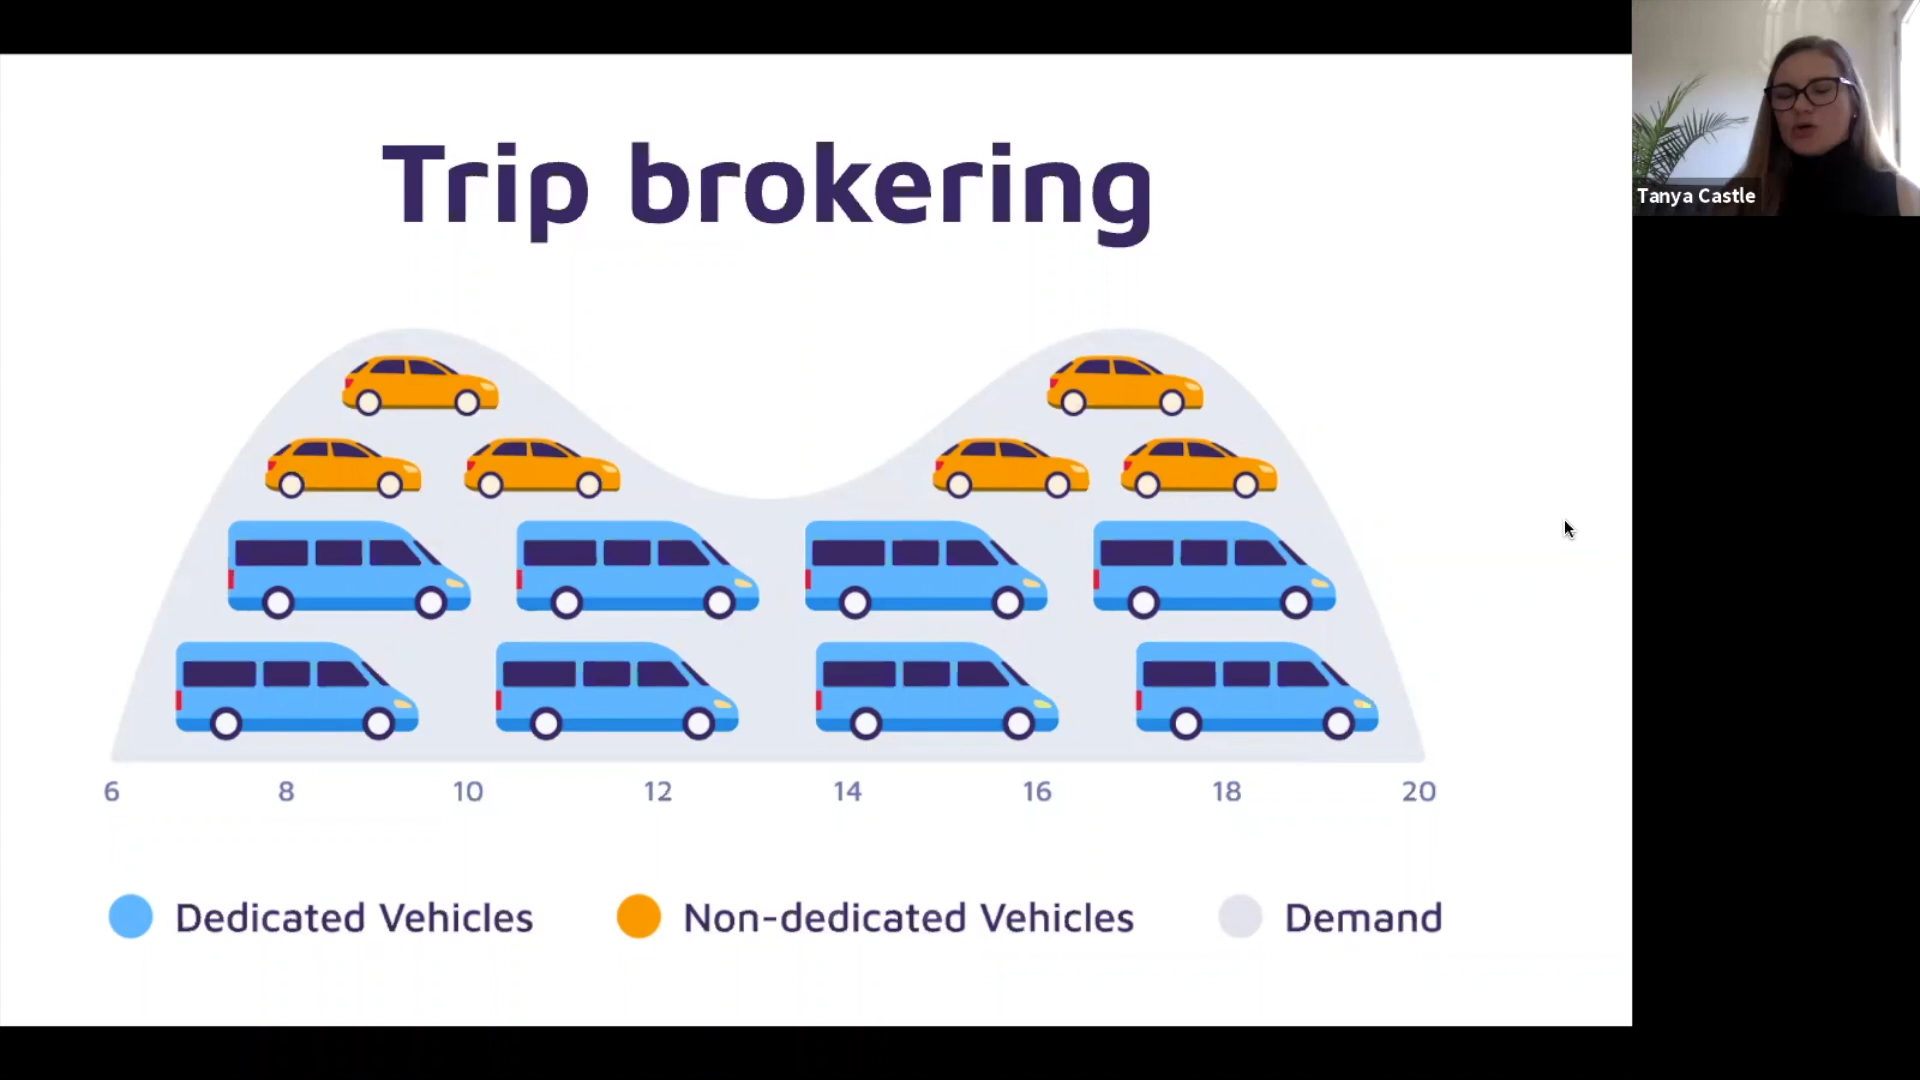 Trip brokering
Tanya Castle
6 8 10 12 14 16 18 20
Dedicated Vehicles Non-dedicated Vehicles Demand